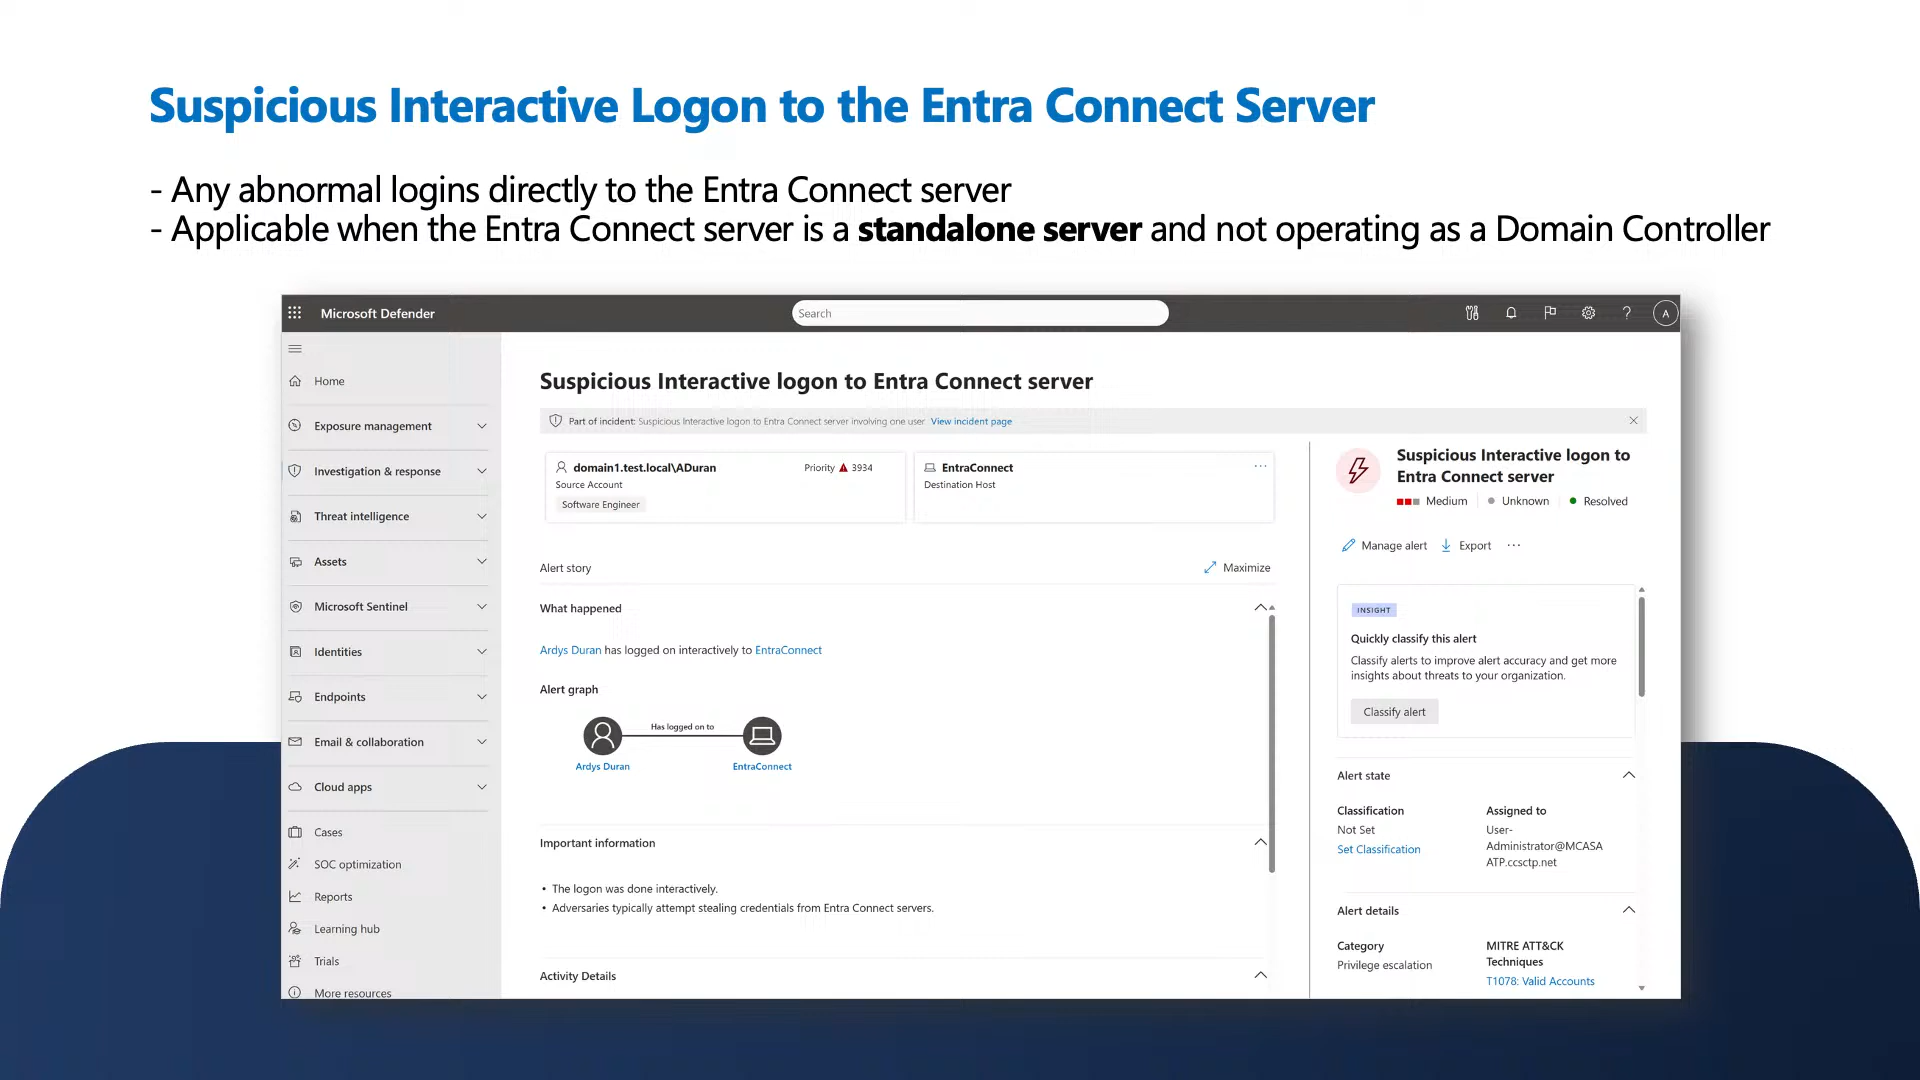 Suspicious Interactive Logon to the Entra Connect Server
- Any abnormal logins directly to the Entra Connect server
- Applicable when the Entra Connect server is a standalone server and not operating as a Domain Controller
Microsoft Defender
Search
?
A
Home
Exposure management
Investigation & response
Threat intelligence
Assets
Microsoft Sentinel
Identities
Endpoints
Email & collaboration
Cloud apps
Cases
SOC optimization
Reports
Learning hub
Trials
More resources
Suspicious Interactive logon to Entra Connect server
Part of incident: Suspicious Interactive logon to Entra Connect server involving one user View incident page
domain1.test.local\ADuran Priority 3934
Source Account
Software Engineer
EntraConnect ...
Destination Host
Alert story Maximize
What happened
Ardys Duran has logged on interactively to EntraConnect
Alert graph
Has logged on to
Ardys Duran EntraConnect
Important information
• The logon was done interactively.
• Adversaries typically attempt stealing credentials from Entra Connect servers.
Activity Details
Suspicious Interactive logon to
Entra Connect server
Medium Unknown Resolved
Manage alert Export ...
INSIGHT
Quickly classify this alert
Classify alerts to improve alert accuracy and get more
insights about threats to your organization.
Classify alert
Alert state
Classification
Not Set
Set Classification
Assigned to
User-
Administrator@MCASA
ATP.ccsctp.net
Alert details
Category
Privilege escalation
MITRE ATT&CK
Techniques
T1078: Valid Accounts